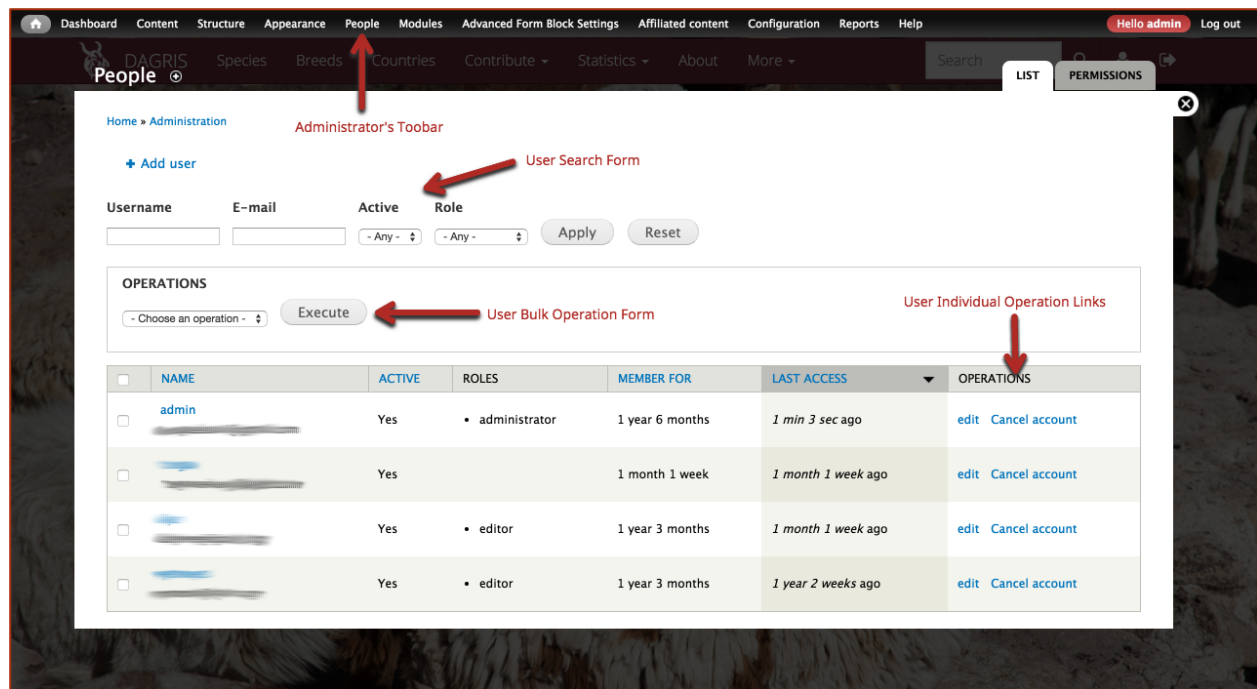 Dashboard Content Structure Appearance People Modules Advanced Form Block Settings Affiliated content Configuration Reports Help Hello admin Log out
DAGRIS Species Breeds Countries Contribute Statistics About More Search
People
LIST PERMISSIONS
Home » Administration
Administrator's Toobar
+ Add user
User Search Form
Username E-mail Active Role
- Any - - Any - Apply Reset
OPERATIONS
User Individual Operation Links
- Choose an operation - Execute
User Bulk Operation Form
NAME ACTIVE ROLES MEMBER FOR LAST ACCESS OPERATIONS
admin
Yes • administrator 1 year 6 months 1 min 3 sec ago edit Cancel account
Yes 1 month 1 week 1 month 1 week ago edit Cancel account
Yes • editor 1 year 3 months 1 month 1 week ago edit Cancel account
Yes • editor 1 year 3 months 1 year 2 weeks ago edit Cancel account